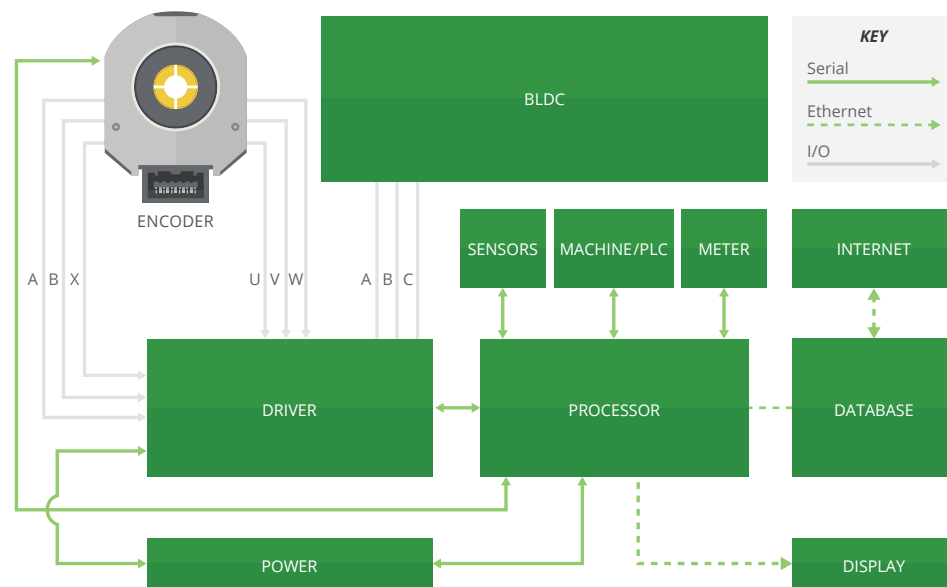 KEY
Serial
Ethernet
I/O
BLDC
ENCODER
SENSORS
MACHINE/PLC
METER
INTERNET
A B X
U V W
A B C
DRIVER
PROCESSOR
DATABASE
POWER
DISPLAY